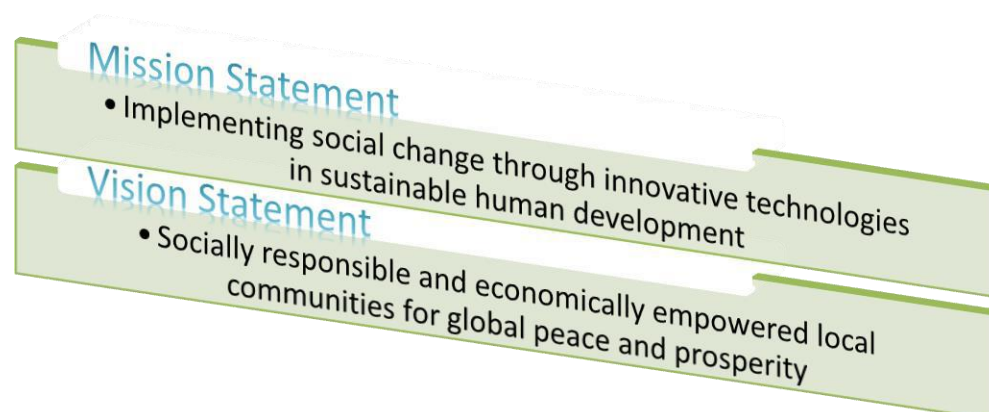 Mission Statement
• Implementing social change through innovative technologies
in sustainable human development
Vision Statement
• Socially responsible and economically empowered local
communities for global peace and prosperity